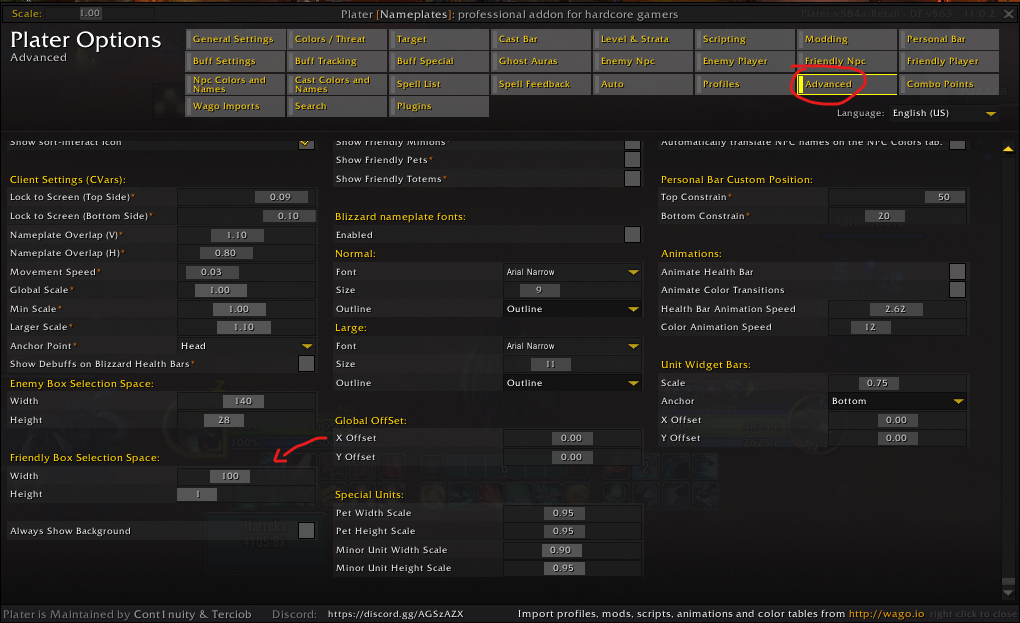 Scale: 1.00 Plater [Nameplates]: professional addon for hardcore gamers
Plater Options
Advanced
General Settings Colors / Threat Target Cast Bar Level & Strata Scripting Modding Personal Bar
Buff Settings Buff Tracking Buff Special Ghost Auras Enemy Npc Enemy Player Friendly Npc Friendly Player
Npc Colors and Names Cast Colors and Names Spell List Spell Feedback Auto Profiles Advanced Combo Points
Wago Imports Search Plugins
Language: English (US)
Show soft-interact icon
Client Settings (CVars):
Lock to Screen (Top Side)* 0.09
Lock to Screen (Bottom Side)* 0.10
Nameplate Overlap (V)* 1.10
Nameplate Overlap (H)* 0.80
Movement Speed* 0.03
Global Scale* 1.00
Min Scale* 1.00
Larger Scale* 1.10
Anchor Point* Head
Show Debuffs on Blizzard Health Bars*
Enemy Box Selection Space:
Width 140
Height 28
Friendly Box Selection Space:
Width 100
Height 1
Always Show Background
Show Friendly Minions*
Show Friendly Pets*
Show Friendly Totems*
Blizzard nameplate fonts:
Enabled
Normal:
Font Arial Narrow
Size 9
Outline Outline
Large:
Font Arial Narrow
Size 11
Outline Outline
Global OffSet:
X Offset 0.00
Y Offset 0.00
Special Units:
Pet Width Scale 0.95
Pet Height Scale 0.95
Minor Unit Width Scale 0.90
Minor Unit Height Scale 0.95
Automatically translate NPC names on the NPC Colors tab.
Personal Bar Custom Position:
Top Constrain* 50
Bottom Constrain* 20
Animations:
Animate Health Bar
Animate Color Transitions
Health Bar Animation Speed 2.62
Color Animation Speed 12
Unit Widget Bars:
Scale 0.75
Anchor Bottom
X Offset 0.00
Y Offset 0.00
Plater is Maintained by Cont1nuity & Terciob Discord: https://discord.gg/AGSzAZX Import profiles, mods, scripts, animations and color tables from http://wago.io right click to close